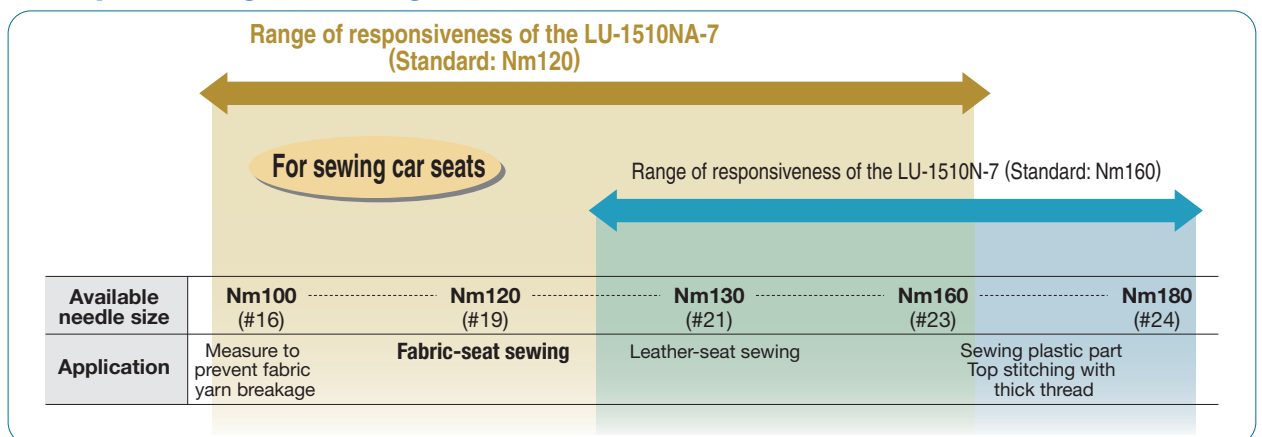 Range of responsiveness of the LU-1510NA-7
(Standard: Nm120)
For sewing car seats
Range of responsiveness of the LU-1510N-7 (Standard: Nm160)
Available needle size
Nm100 Nm120 Nm130 Nm160 Nm180
(#16) (#19) (#21) (#23) (#24)
Application
Measure to
prevent fabric
yarn breakage
Fabric-seat sewing
Leather-seat sewing
Sewing plastic part
Top stitching with
thick thread